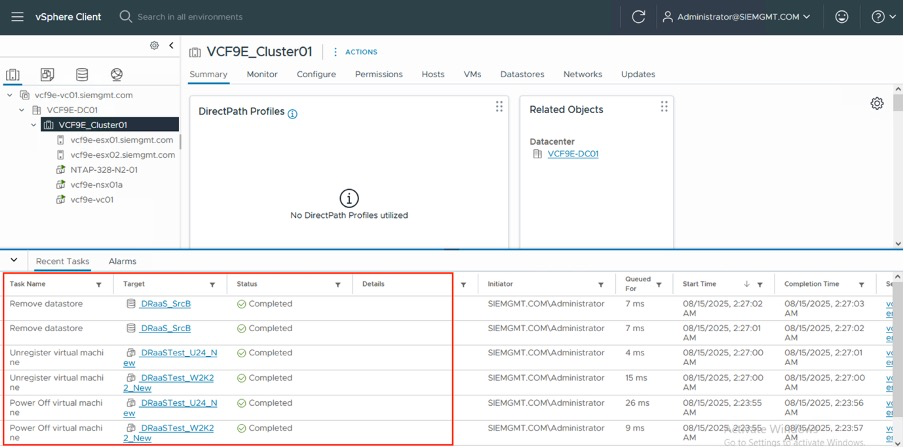 vSphere Client
Search in all environments
Administrator@SIEMGMT.COM
VCF9E_Cluster01
ACTIONS
Summary Monitor Configure Permissions Hosts VMs Datastores Networks Updates
vcf9e-vc01.siemgmt.com
VCF9E-DC01
VCF9E_Cluster01
vcf9e-esx01.siemgmt.com
vcf9e-esx02.siemgmt.com
NTAP-328-N2-01
vcf9e-nsx01a
vcf9e-vc01
DirectPath Profiles
No DirectPath Profiles utilized
Related Objects
Datacenter
VCF9E-DC01
Recent Tasks Alarms
Task Name Target Status Details Initiator Queued For Start Time Completion Time Se
Remove datastore DRaaS_SrcB Completed SIEMGMT.COM\Administrator 7 ms 08/15/2025, 2:27:02 AM 08/15/2025, 2:27:03 AM
Remove datastore DRaaS_SrcB Completed SIEMGMT.COM\Administrator 7 ms 08/15/2025, 2:27:01 AM 08/15/2025, 2:27:02 AM
Unregister virtual machine DRaaSTest_U24_New Completed SIEMGMT.COM\Administrator 4 ms 08/15/2025, 2:27:00 AM 08/15/2025, 2:27:01 AM
Unregister virtual machine DRaaSTest_W2K22_New Completed SIEMGMT.COM\Administrator 15 ms 08/15/2025, 2:27:00 AM 08/15/2025, 2:27:00 AM
Power Off virtual machine DRaaSTest_U24_New Completed SIEMGMT.COM\Administrator 26 ms 08/15/2025, 2:23:55 AM 08/15/2025, 2:23:56 AM
Power Off virtual machine DRaaSTest_W2K22_New Completed SIEMGMT.COM\Administrator 9 ms 08/15/2025, 2:23:55 AM 08/15/2025, 2:23:57 AM
Activate Windows
Go to Settings to activate Windows.